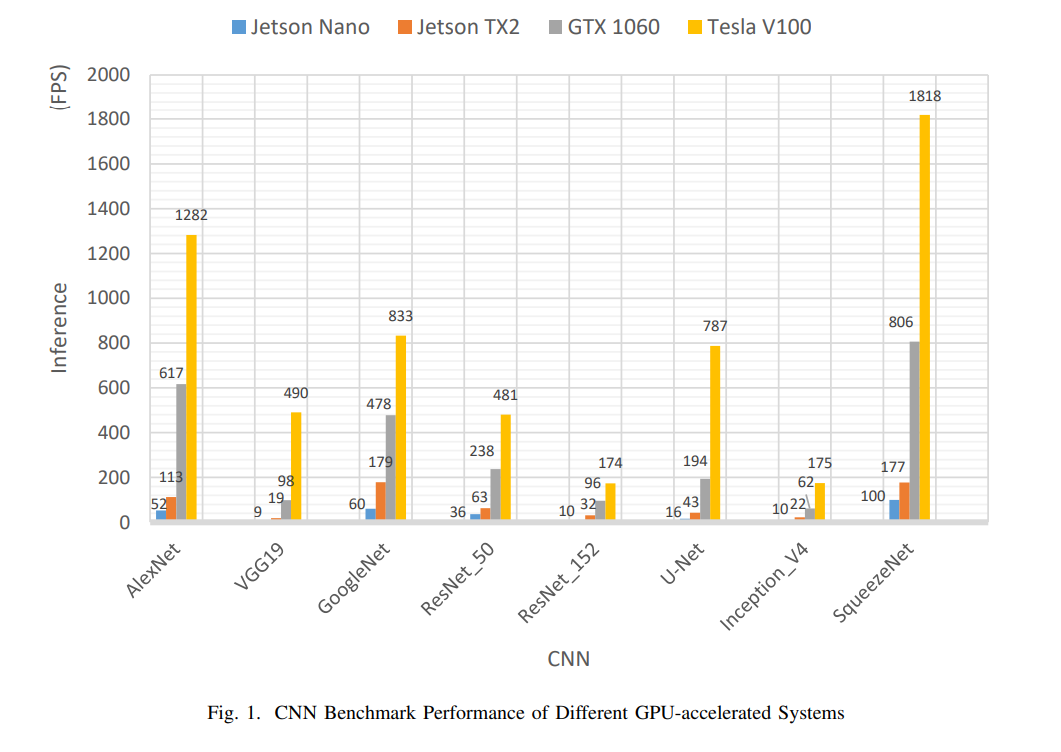 Jetson Nano Jetson TX2 GTX 1060 Tesla V100
Inference (FPS)
2000
1800
1600
1400
1200
1000
800
600
400
200
0
52 113 617 1282
9 19 98 490
60 179 478 833
36 63 238 481
10 32 96 174
16 43 194 787
10 22 62 175
100 177 806 1818
AlexNet
VGG19
GoogleNet
ResNet_50
ResNet_152
U-Net
Inception_V4
SqueezeNet
CNN
Fig. 1. CNN Benchmark Performance of Different GPU-accelerated Systems